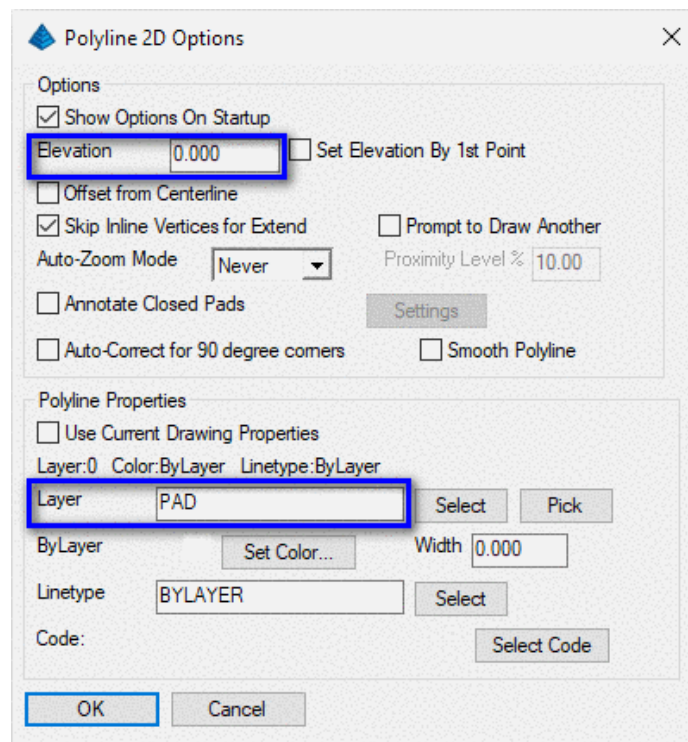 Polyline 2D Options
Options
Show Options On Startup
Elevation 0.000 Set Elevation By 1st Point
Offset from Centerline
Skip Inline Vertices for Extend Prompt to Draw Another
Auto-Zoom Mode Never Proximity Level % 10.00
Annotate Closed Pads Settings
Auto-Correct for 90 degree corners Smooth Polyline
Polyline Properties
Use Current Drawing Properties
Layer:0 Color:ByLayer Linetype:ByLayer
Layer PAD Select Pick
ByLayer Set Color... Width 0.000
Linetype BYLAYER Select
Code: Select Code
OK Cancel